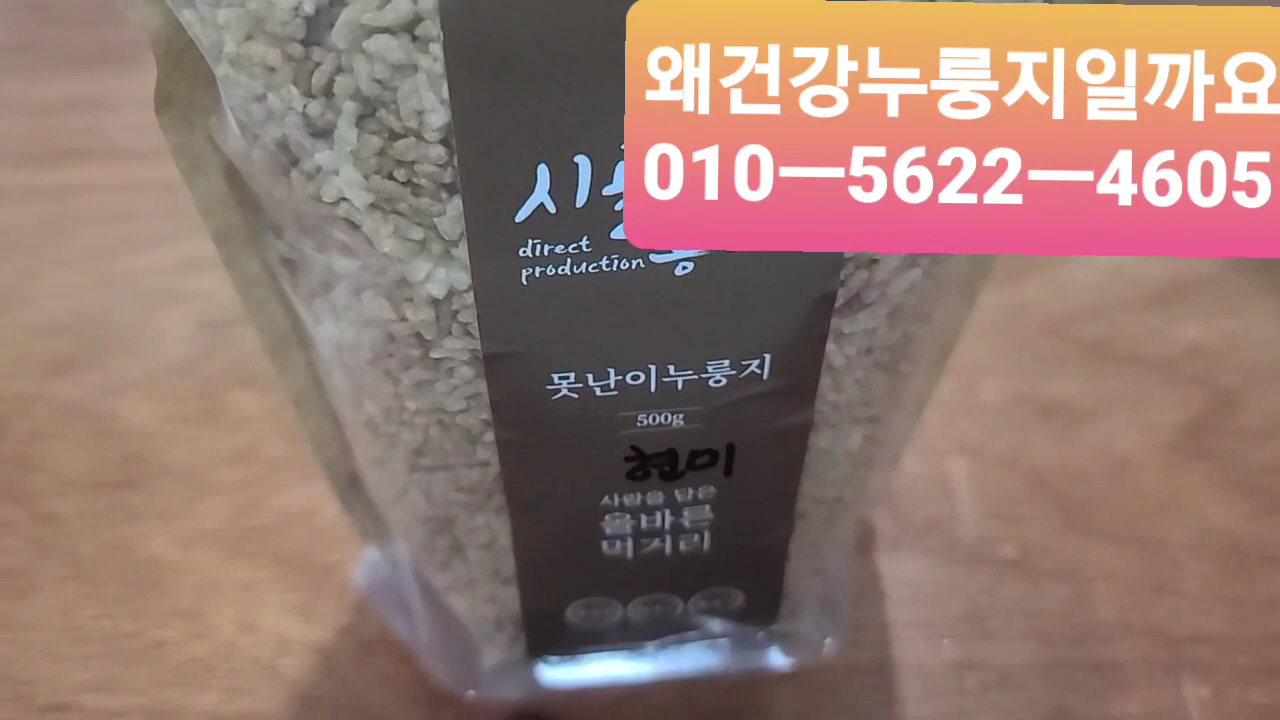 왜건강누룽지일까요
010—5622—4605
direct
production
못난이누룽지
500g
현미
사람을 담은
올바른
먹거리